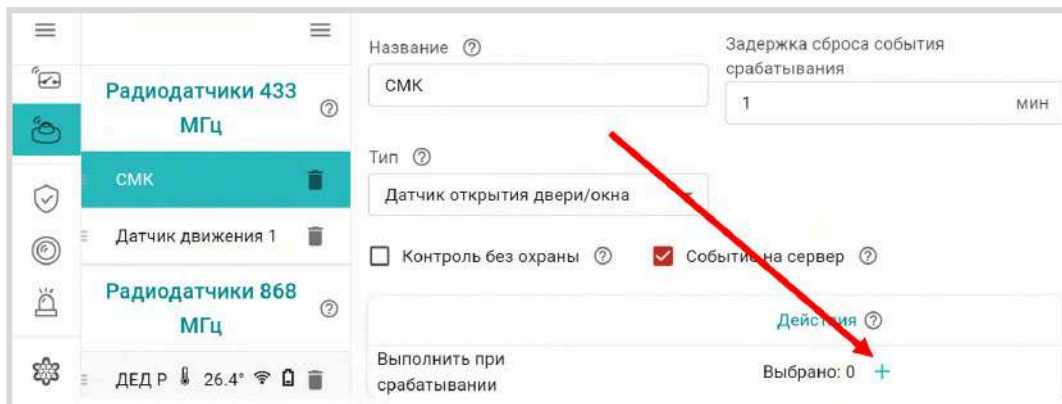 Радиодатчики 433
МГц
СМК
Датчик движения 1
Радиодатчики 868
МГц
ДЕД Р 26.4°
Название
СМК
Задержка сброса события
срабатывания
1 мин
Тип
Датчик открытия двери/окна
Контроль без охраны
Событие на сервер
Действия
Выполнить при
срабатывании
Выбрано: 0 +